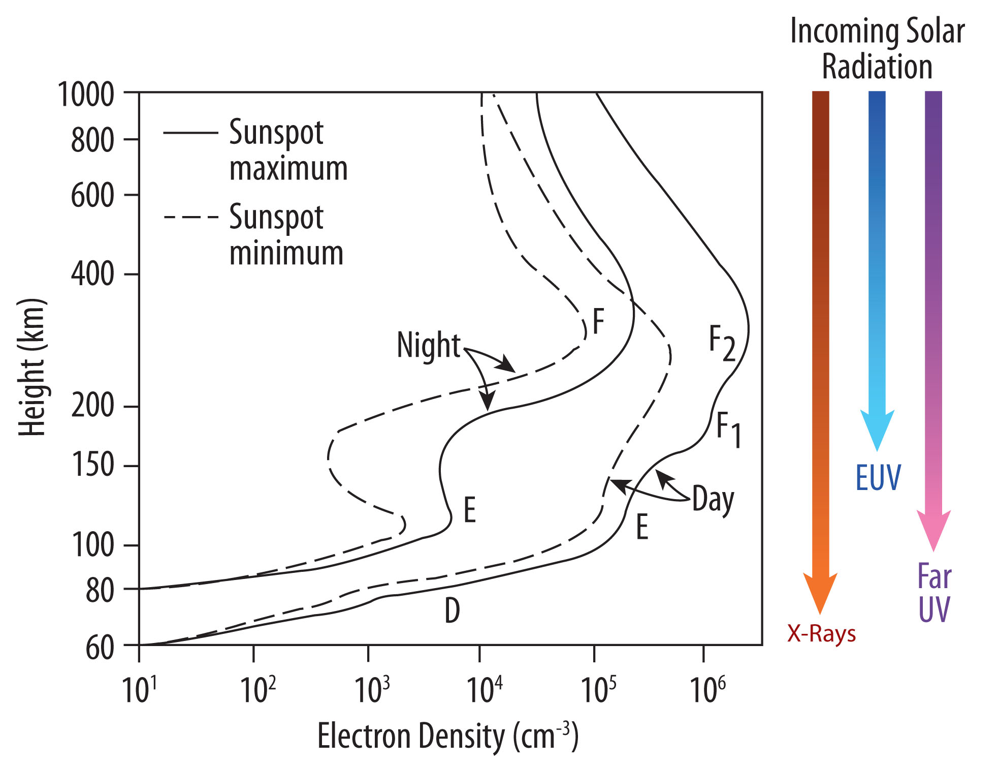 Incoming Solar
Radiation
1000
800
600
400
200
150
100
80
60
Height (km)
Sunspot
maximum
Sunspot
minimum
Night
F
F₂
F₁
E
Day
E
D
10¹
10²
10³
10⁴
10⁵
10⁶
Electron Density (cm⁻³)
EUV
Far
UV
X-Rays